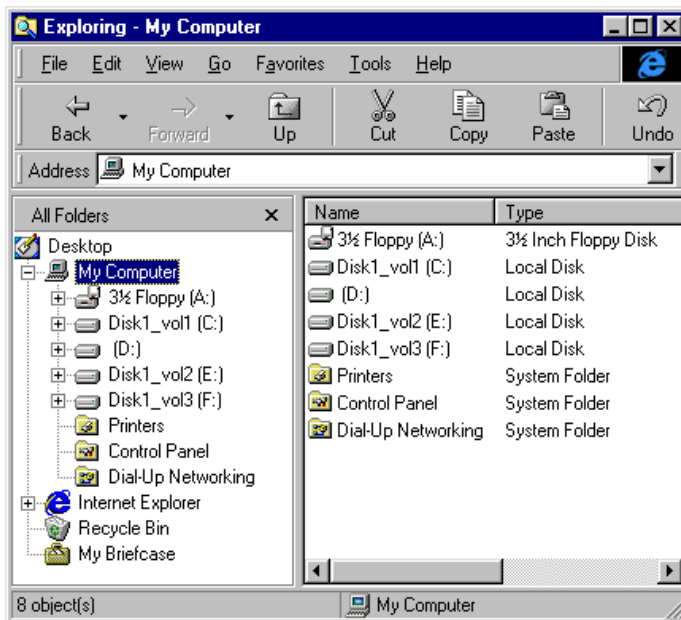 Exploring - My Computer
File Edit View Go Favorites Tools Help
Back Forward Up Cut Copy Paste Undo
Address My Computer
All Folders
Desktop
My Computer
3½ Floppy (A:)
Disk1_vol1 (C:)
(D:)
Disk1_vol2 (E:)
Disk1_vol3 (F:)
Printers
Control Panel
Dial-Up Networking
Internet Explorer
Recycle Bin
My Briefcase
Name Type
3½ Floppy (A:) 3½ Inch Floppy Disk
Disk1_vol1 (C:) Local Disk
(D:) Local Disk
Disk1_vol2 (E:) Local Disk
Disk1_vol3 (F:) Local Disk
Printers System Folder
Control Panel System Folder
Dial-Up Networking System Folder
8 object(s) My Computer